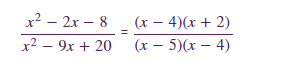 (x² − 2x − 8)/(x² − 9x + 20) = ((x − 4)(x + 2))/((x − 5)(x − 4))